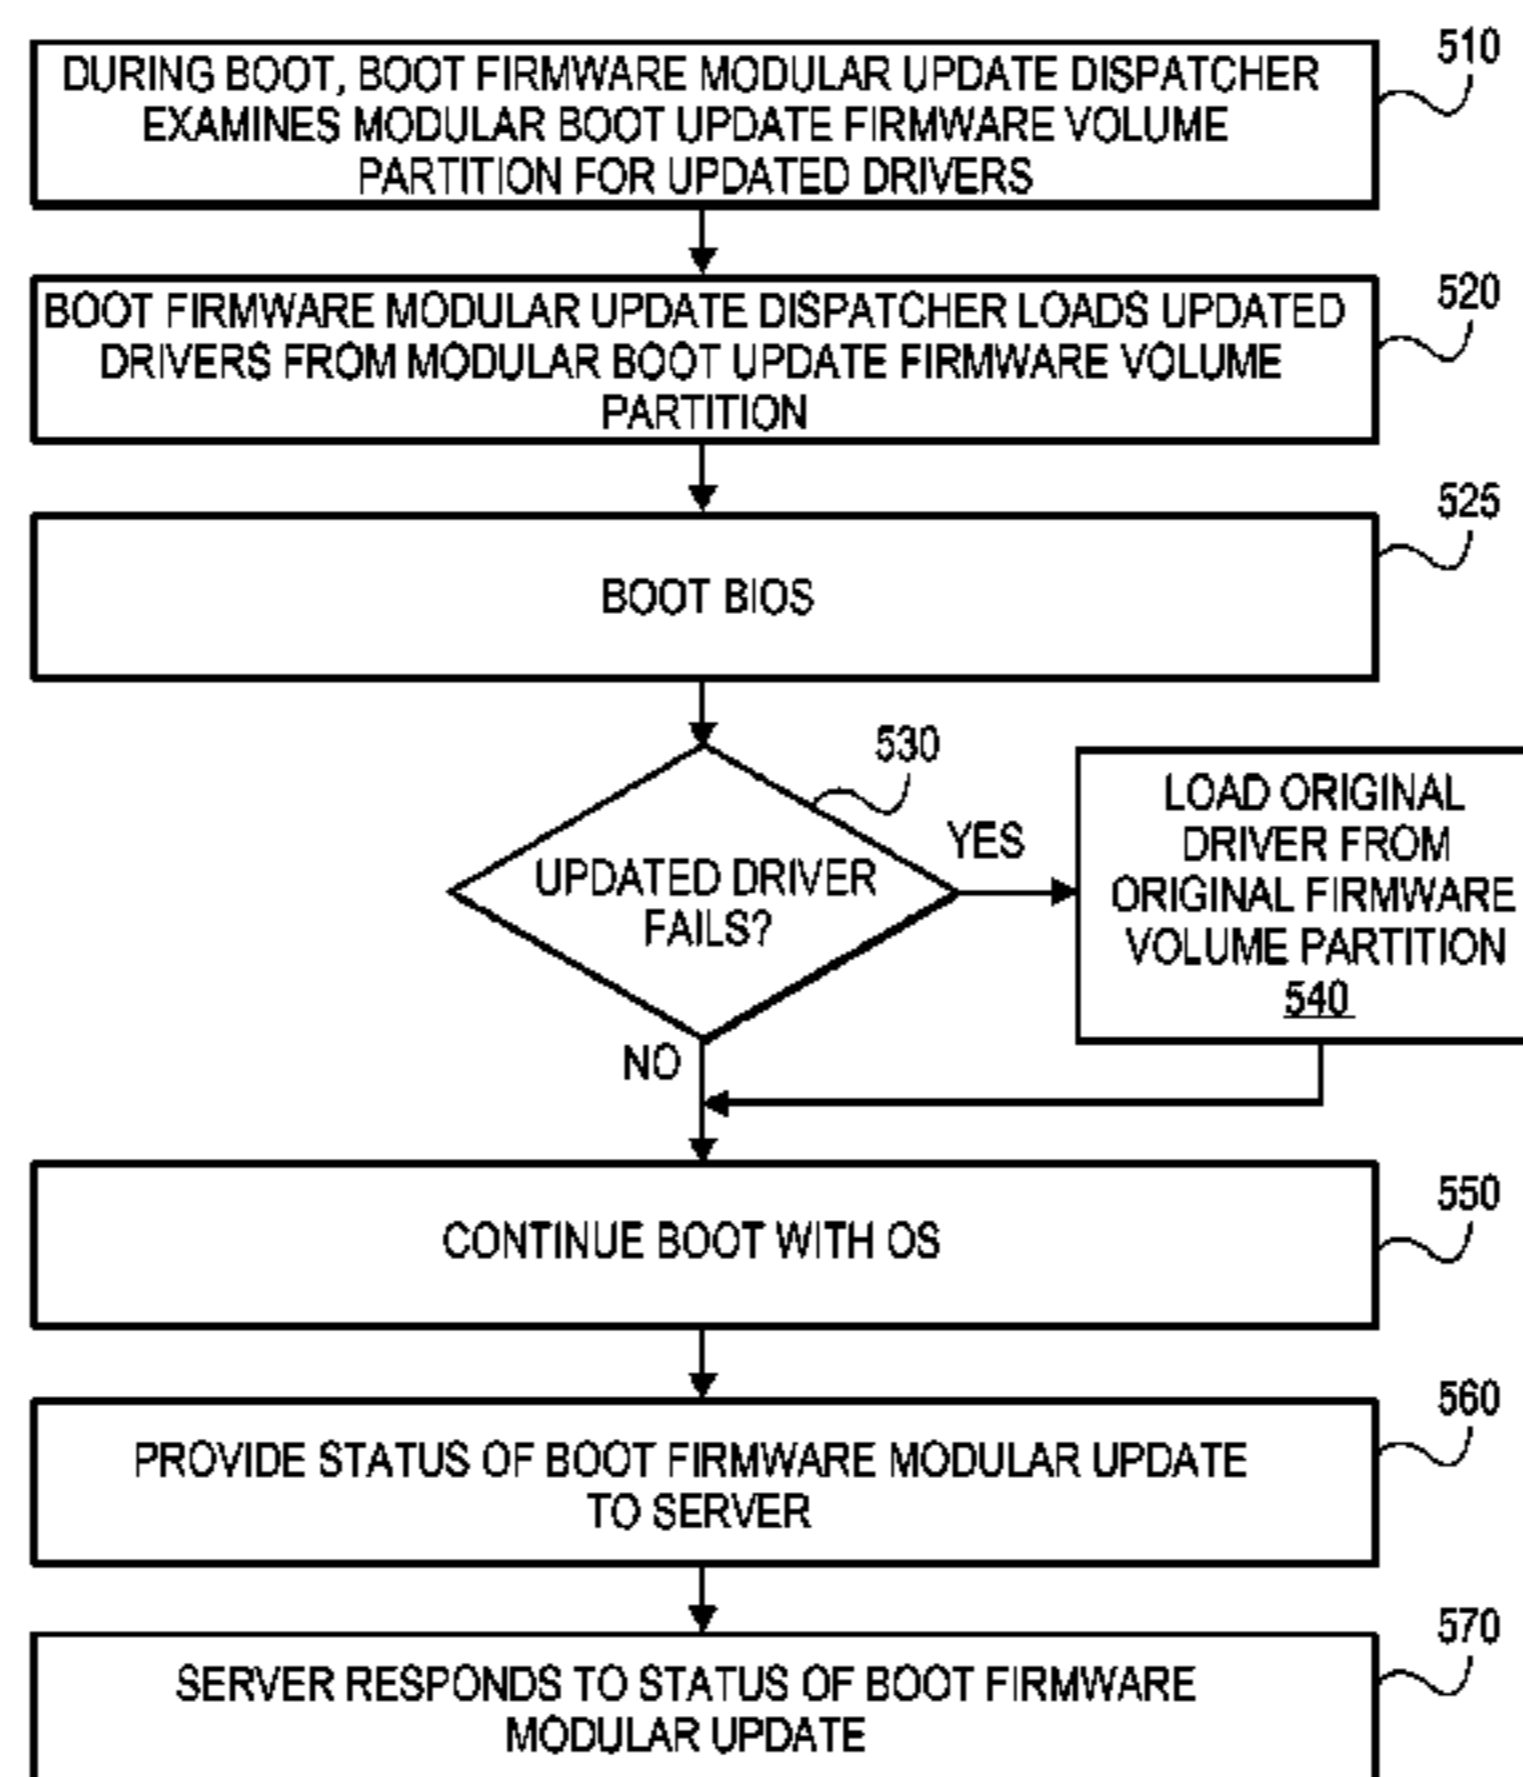 510
DURING BOOT, BOOT FIRMWARE MODULAR UPDATE DISPATCHER
EXAMINES MODULAR BOOT UPDATE FIRMWARE VOLUME
PARTITION FOR UPDATED DRIVERS
520
BOOT FIRMWARE MODULAR UPDATE DISPATCHER LOADS UPDATED
DRIVERS FROM MODULAR BOOT UPDATE FIRMWARE VOLUME
PARTITION
525
BOOT BIOS
530
UPDATED DRIVER
FAILS?
YES
LOAD ORIGINAL
DRIVER FROM
ORIGINAL FIRMWARE
VOLUME PARTITION
540
NO
550
CONTINUE BOOT WITH OS
560
PROVIDE STATUS OF BOOT FIRMWARE MODULAR UPDATE
TO SERVER
570
SERVER RESPONDS TO STATUS OF BOOT FIRMWARE
MODULAR UPDATE